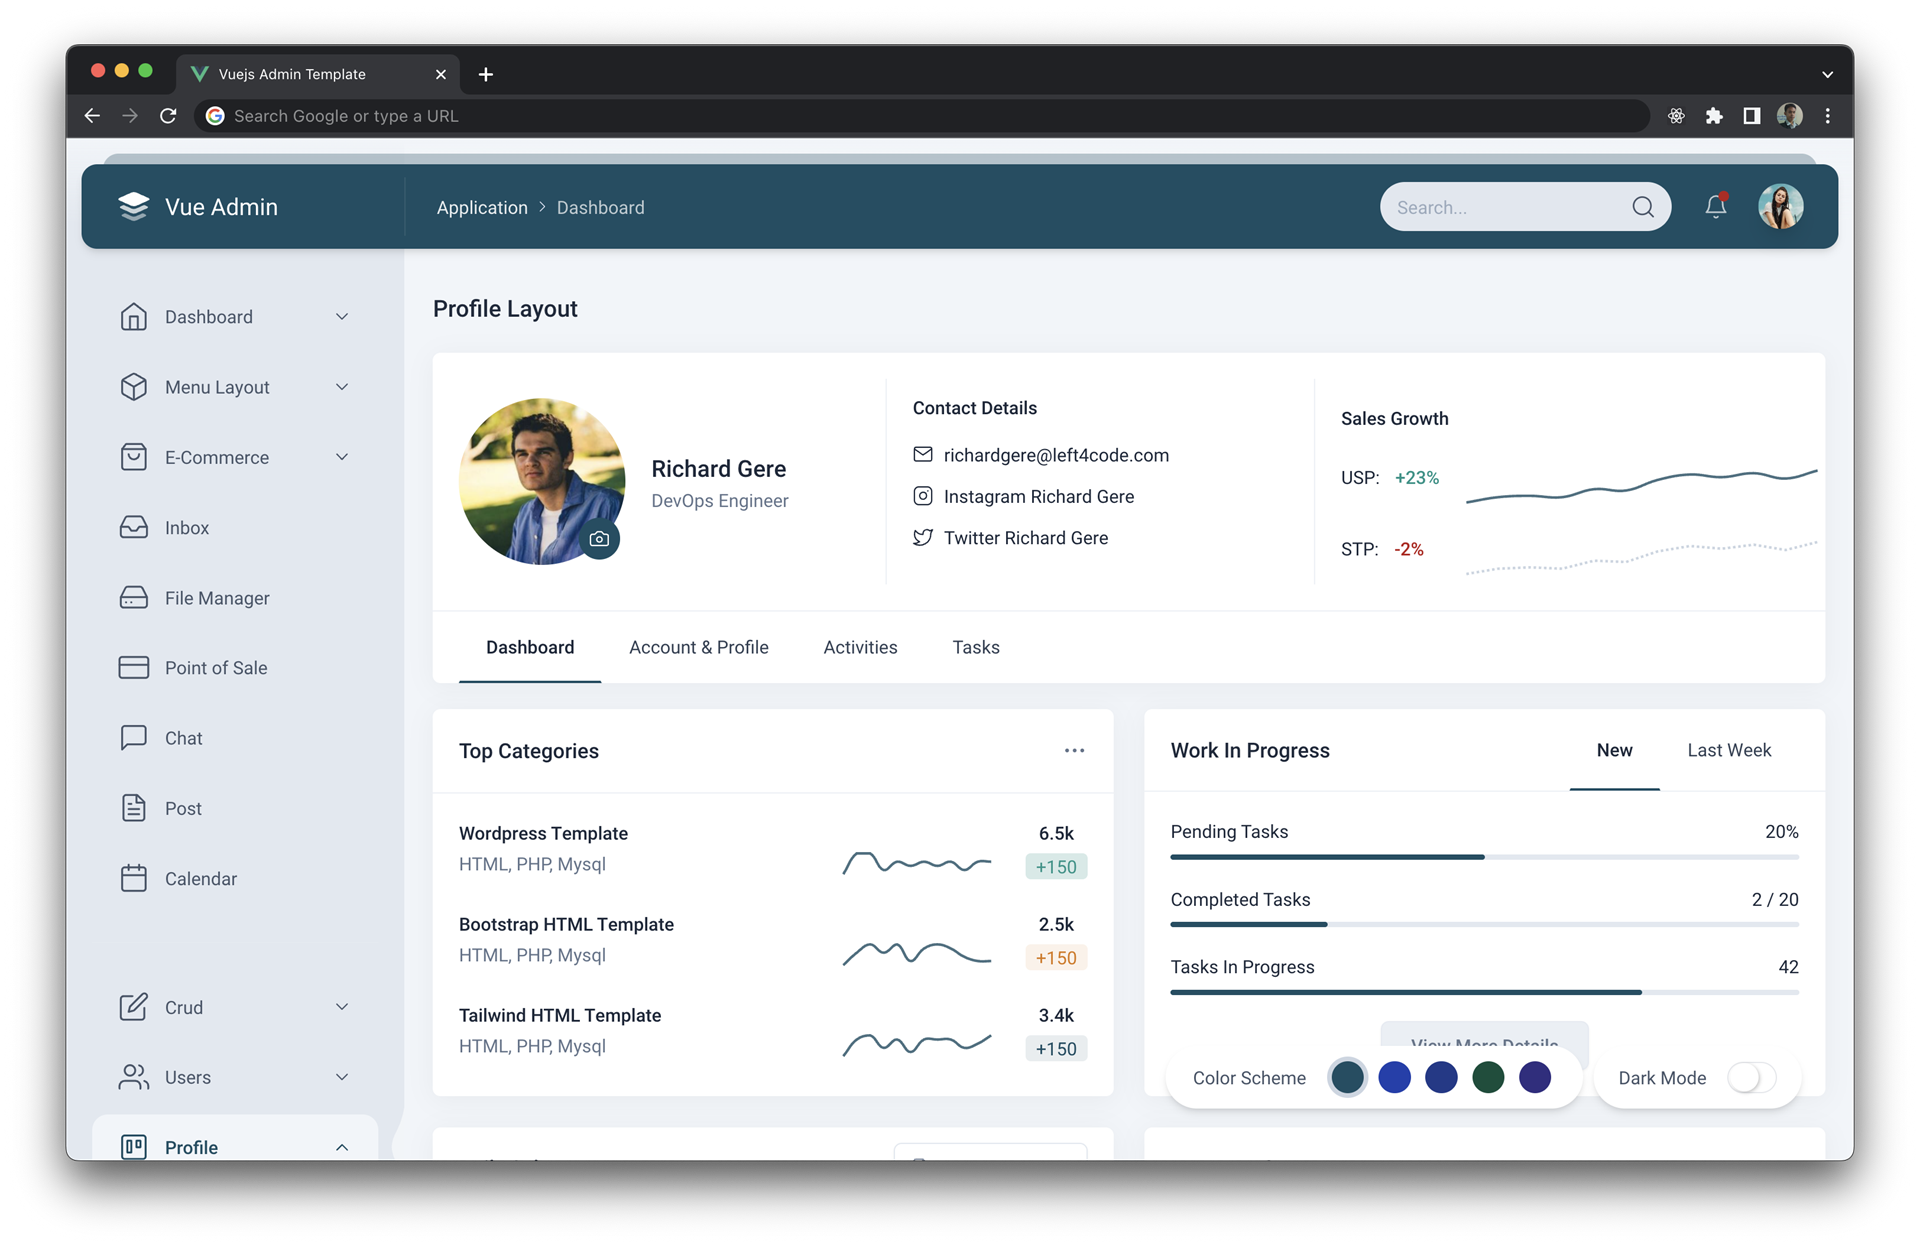 Vuejs Admin Template
Search Google or type a URL
Vue Admin
Application
Dashboard
Search...
Dashboard
Menu Layout
E-Commerce
Inbox
File Manager
Point of Sale
Chat
Post
Calendar
Crud
Users
Profile
Profile Layout
Richard Gere
DevOps Engineer
Contact Details
richardgere@left4code.com
Instagram Richard Gere
Twitter Richard Gere
Sales Growth
USP: +23%
STP: -2%
Dashboard
Account & Profile
Activities
Tasks
Top Categories
Wordpress Template
HTML, PHP, Mysql
6.5k
+150
Bootstrap HTML Template
HTML, PHP, Mysql
2.5k
+150
Tailwind HTML Template
HTML, PHP, Mysql
3.4k
+150
Work In Progress
New
Last Week
Pending Tasks
20%
Completed Tasks
2 / 20
Tasks In Progress
42
View More Details
Color Scheme
Dark Mode